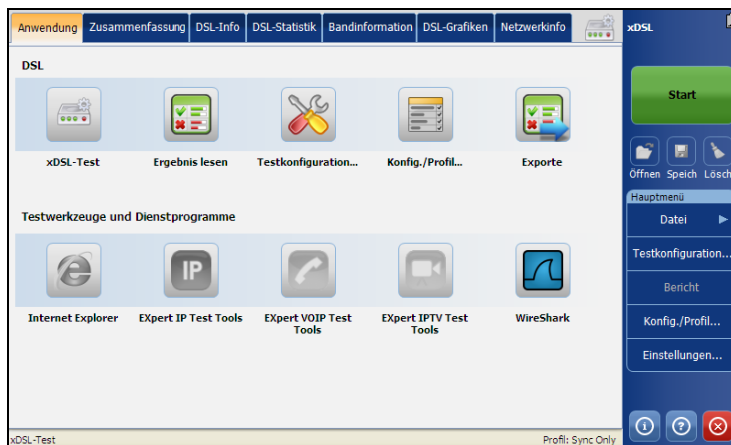 Anwendung Zusammenfassung DSL-Info DSL-Statistik Bandinformation DSL-Grafiken Netzwerkinfo
xDSL
DSL
Start
xDSL-Test Ergebnis lesen Testkonfiguration... Konfig./Profil... Exporte
Öffnen Speich Lösch
Hauptmenü
Datei
Testkonfiguration...
Bericht
Konfig./Profil...
Einstellungen...
Testwerkzeuge und Dienstprogramme
IP
Internet Explorer EXpert IP Test Tools EXpert VOIP Test Tools EXpert IPTV Test Tools WireShark
xDSL-Test Profil: Sync Only